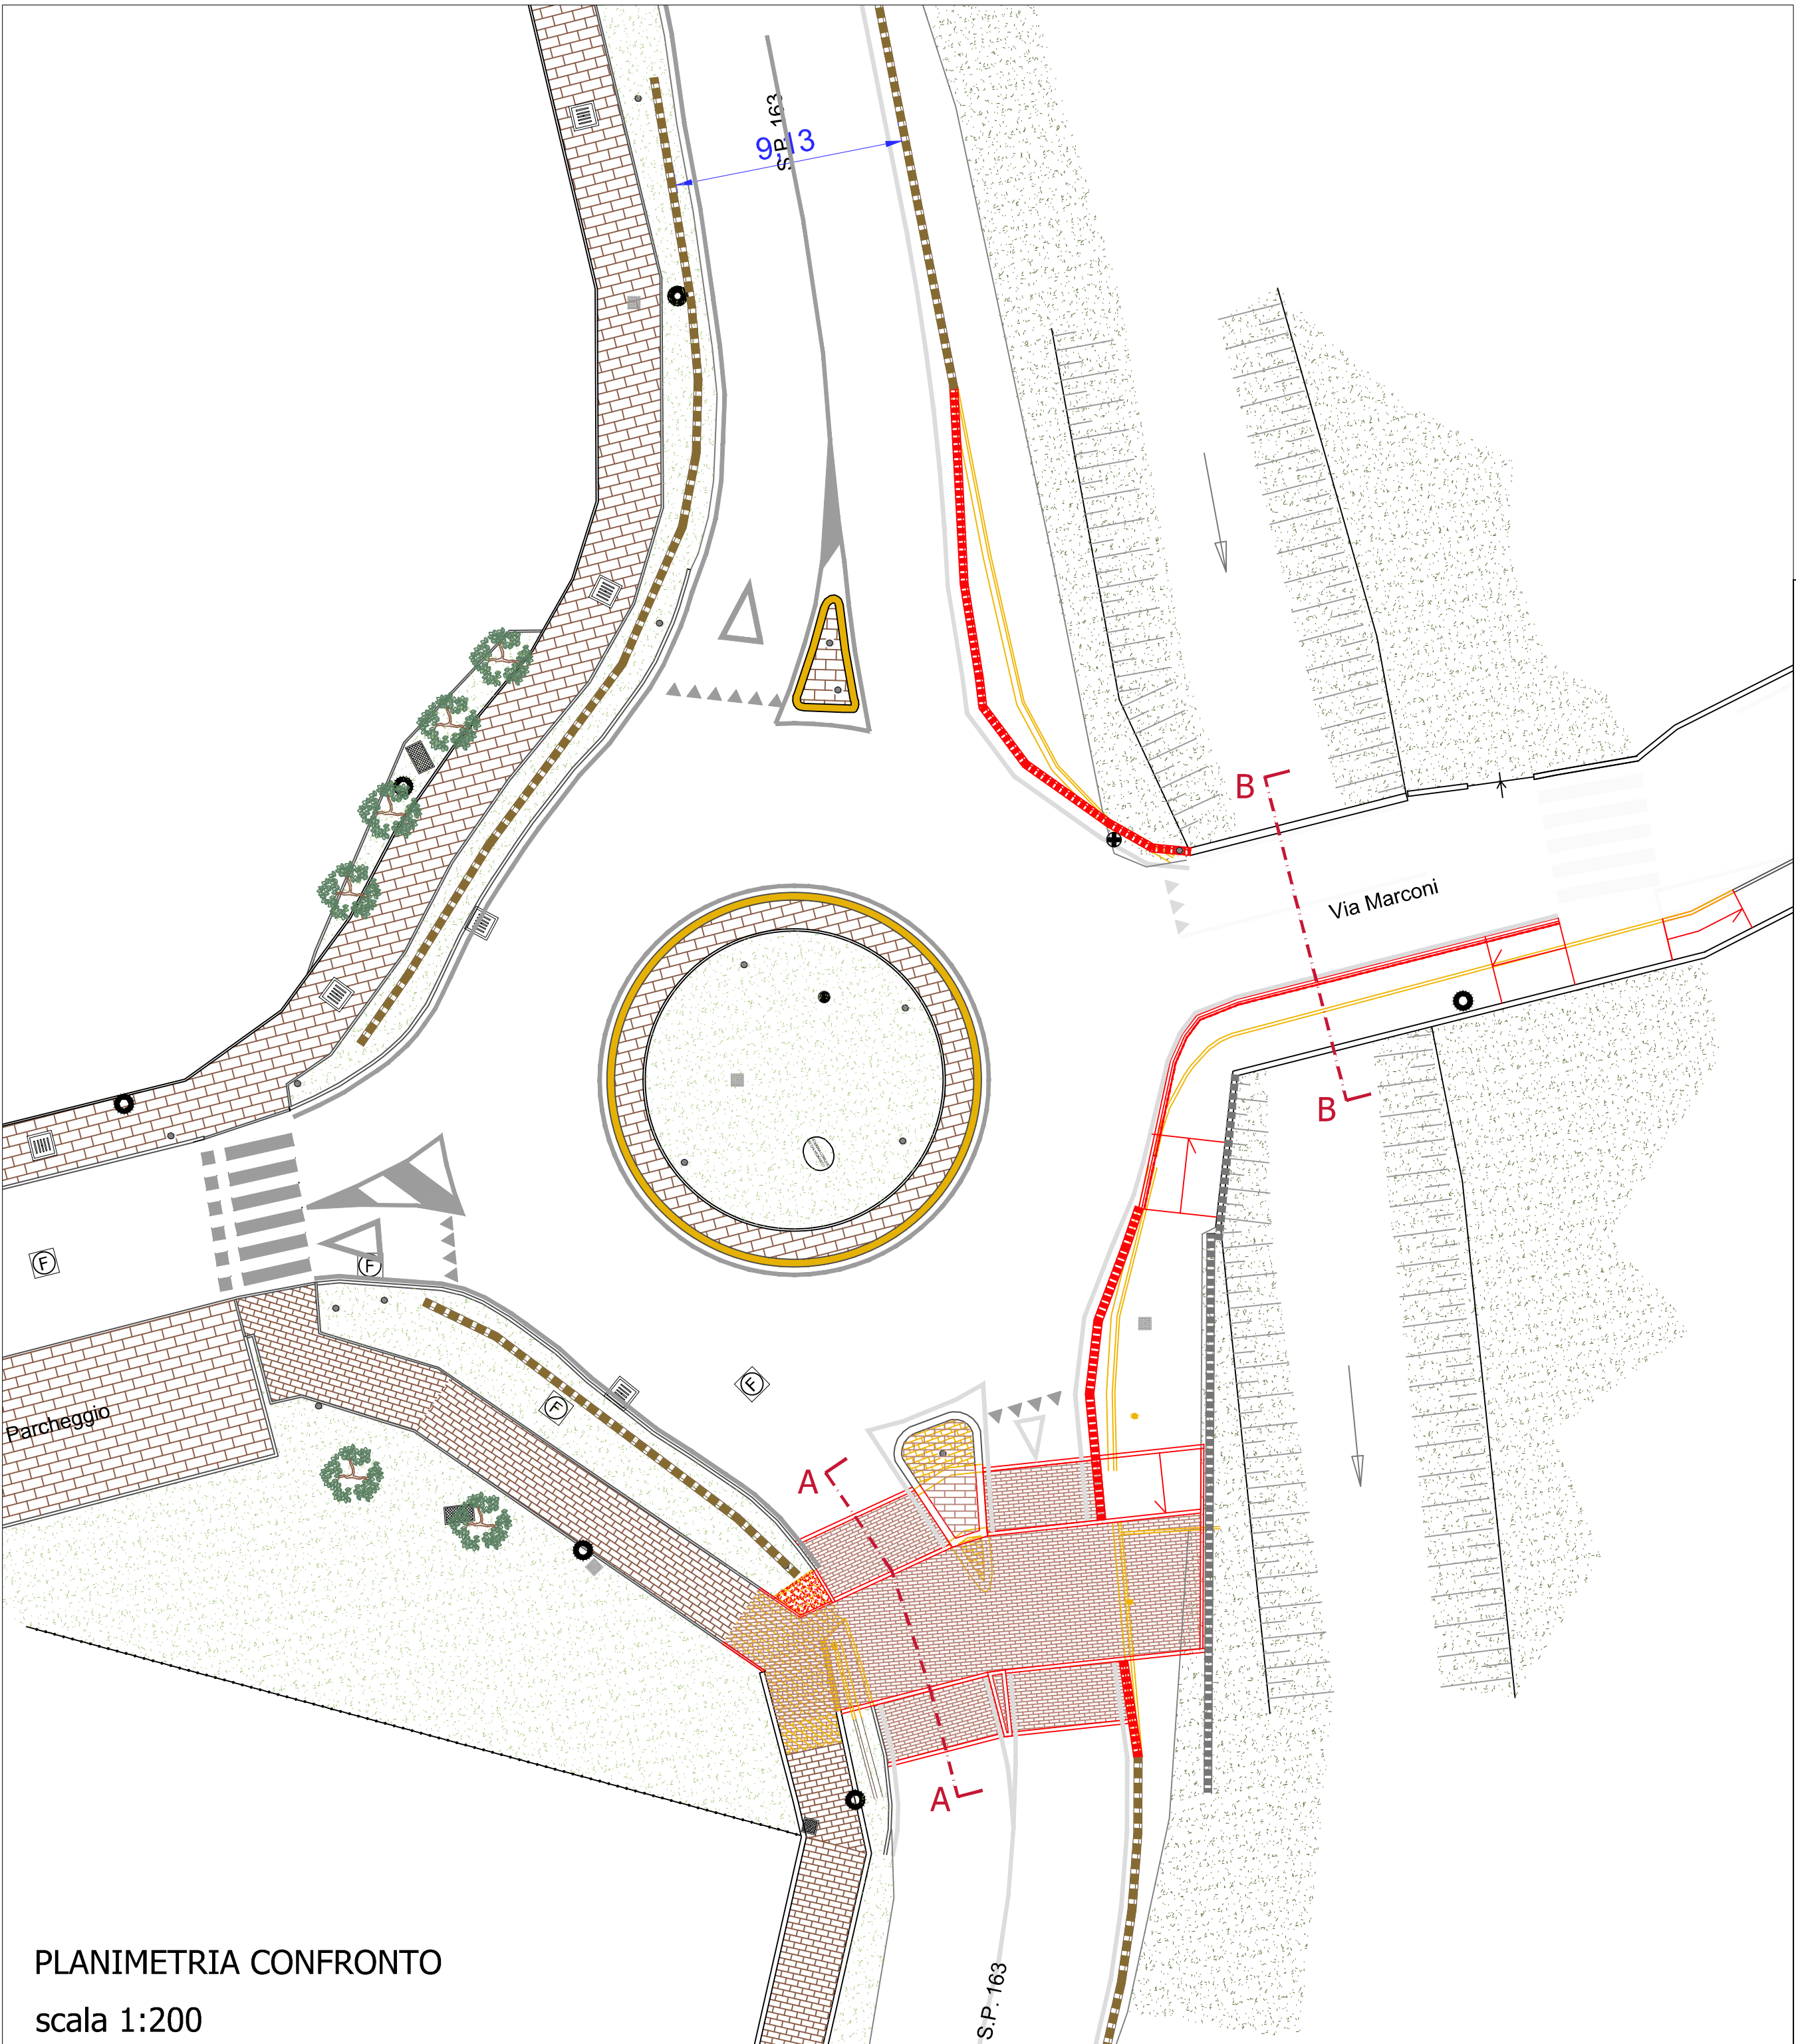 S.P. 163
9.13
B
Via Marconi
B
F
F
F
F
Parcheggio
A
A
S.P. 163
PLANIMETRIA CONFRONTO
scala 1:200